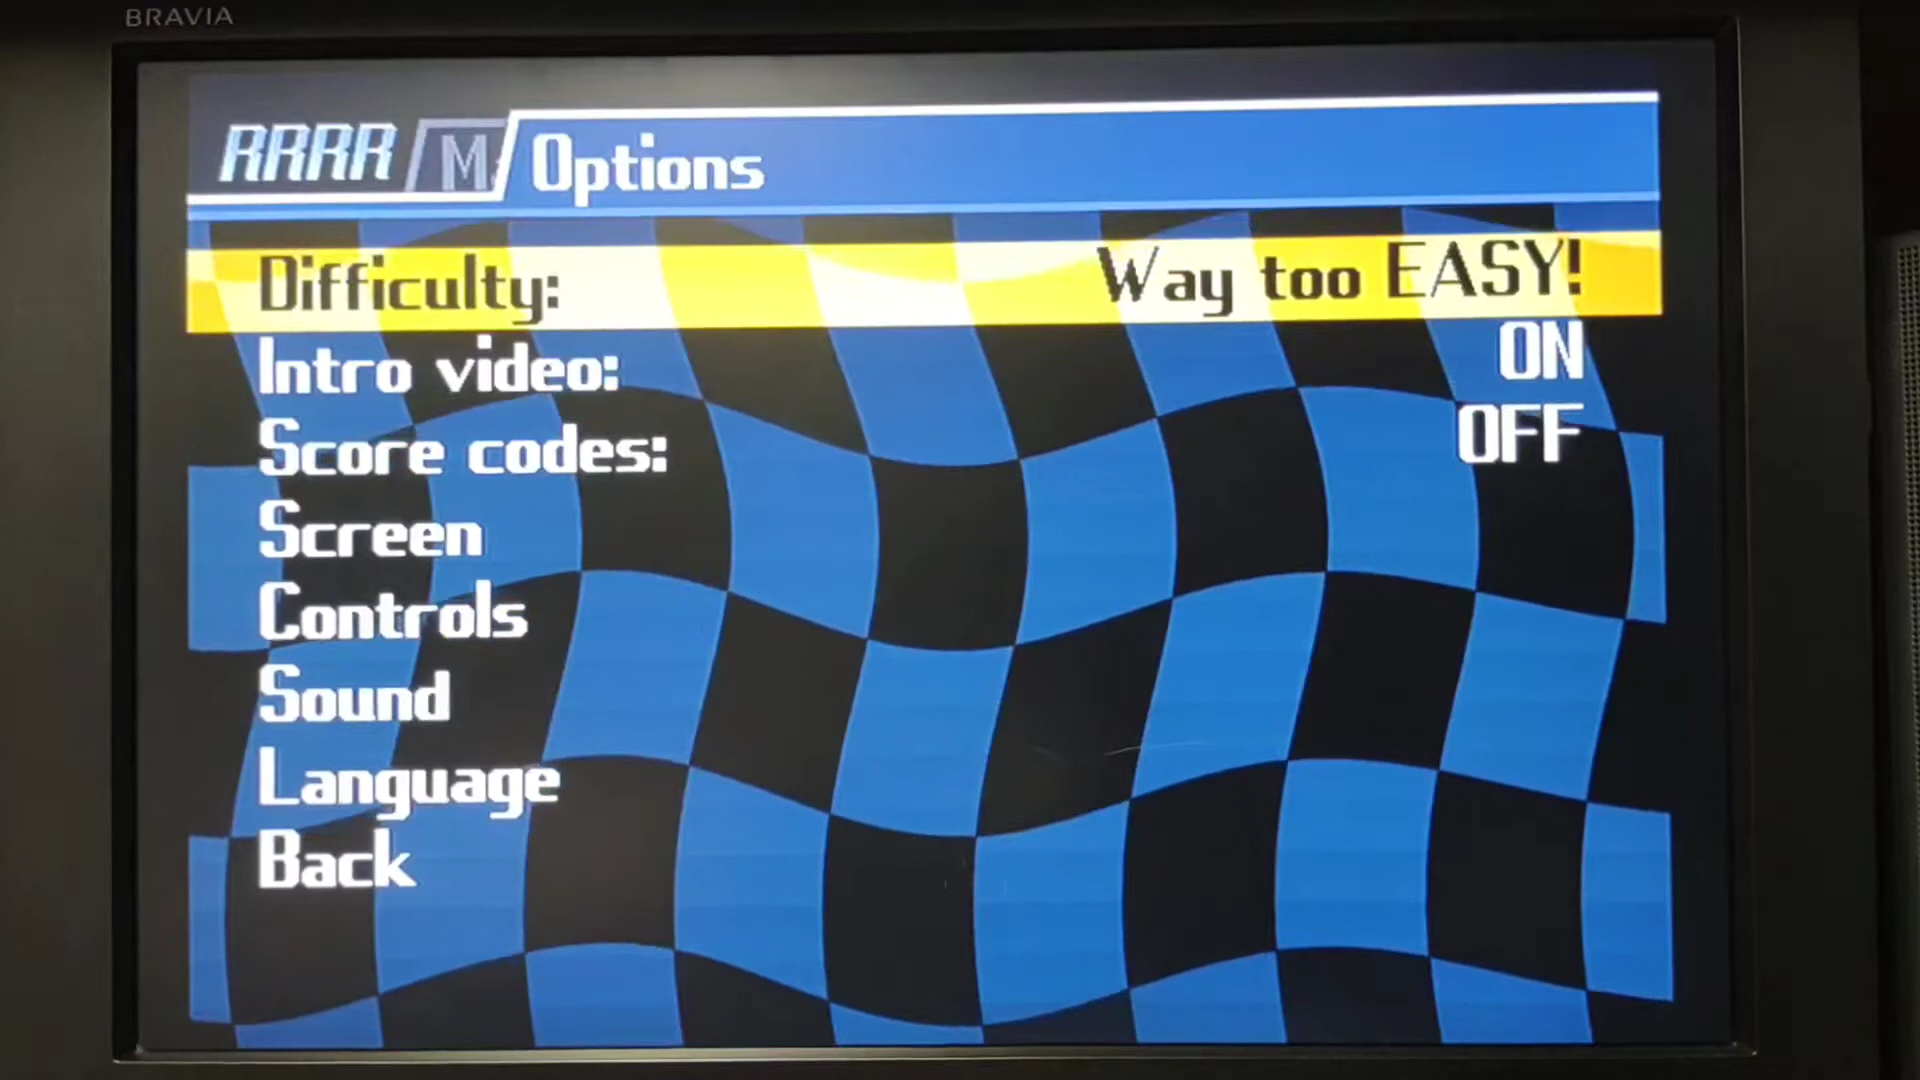 BRAVIA
RRRR M Options
Difficulty: Way too EASY!
Intro video: ON
Score codes: OFF
Screen
Controls
Sound
Language
Back